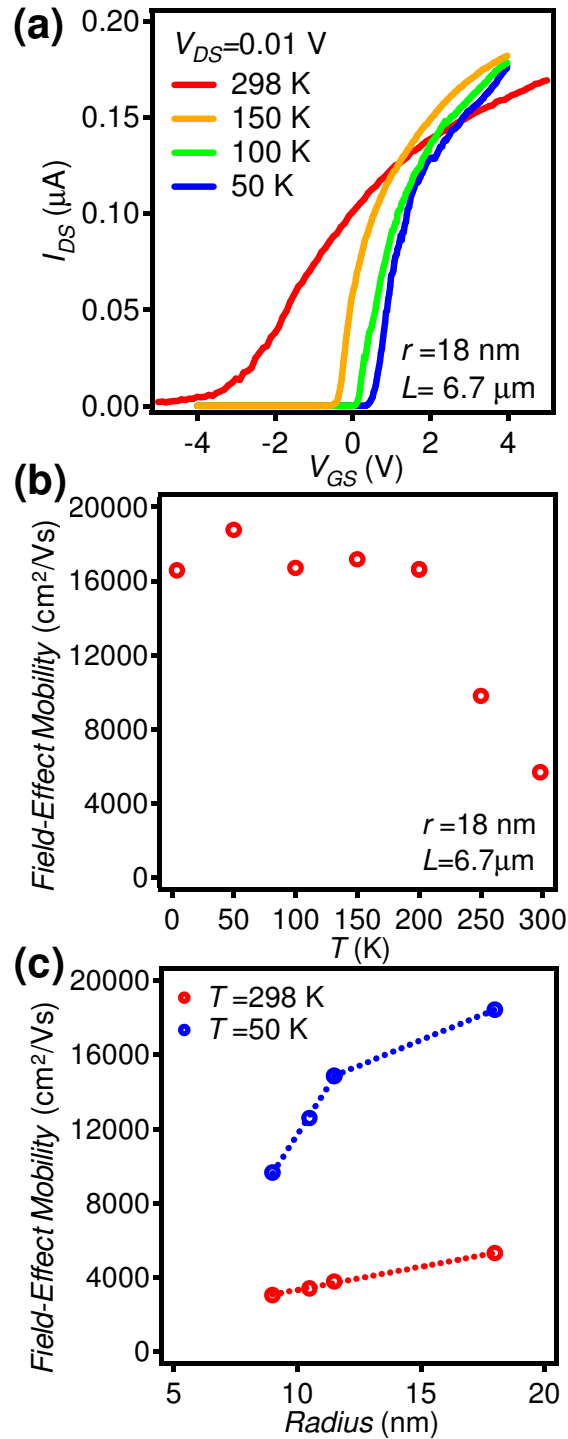 (a)
0.20
0.15
0.10
0.05
0.00
I_DS (μA)
V_DS=0.01 V
298 K
150 K
100 K
50 K
r =18 nm
L= 6.7 μm
-4 -2 0 2 4
V_GS (V)
(b)
20000
16000
12000
8000
4000
0
Field-Effect Mobility (cm²/Vs)
r =18 nm
L=6.7μm
0 50 100 150 200 250 300
T (K)
(c)
20000
16000
12000
8000
4000
0
Field-Effect Mobility (cm²/Vs)
T =298 K
T =50 K
5 10 15 20
Radius (nm)